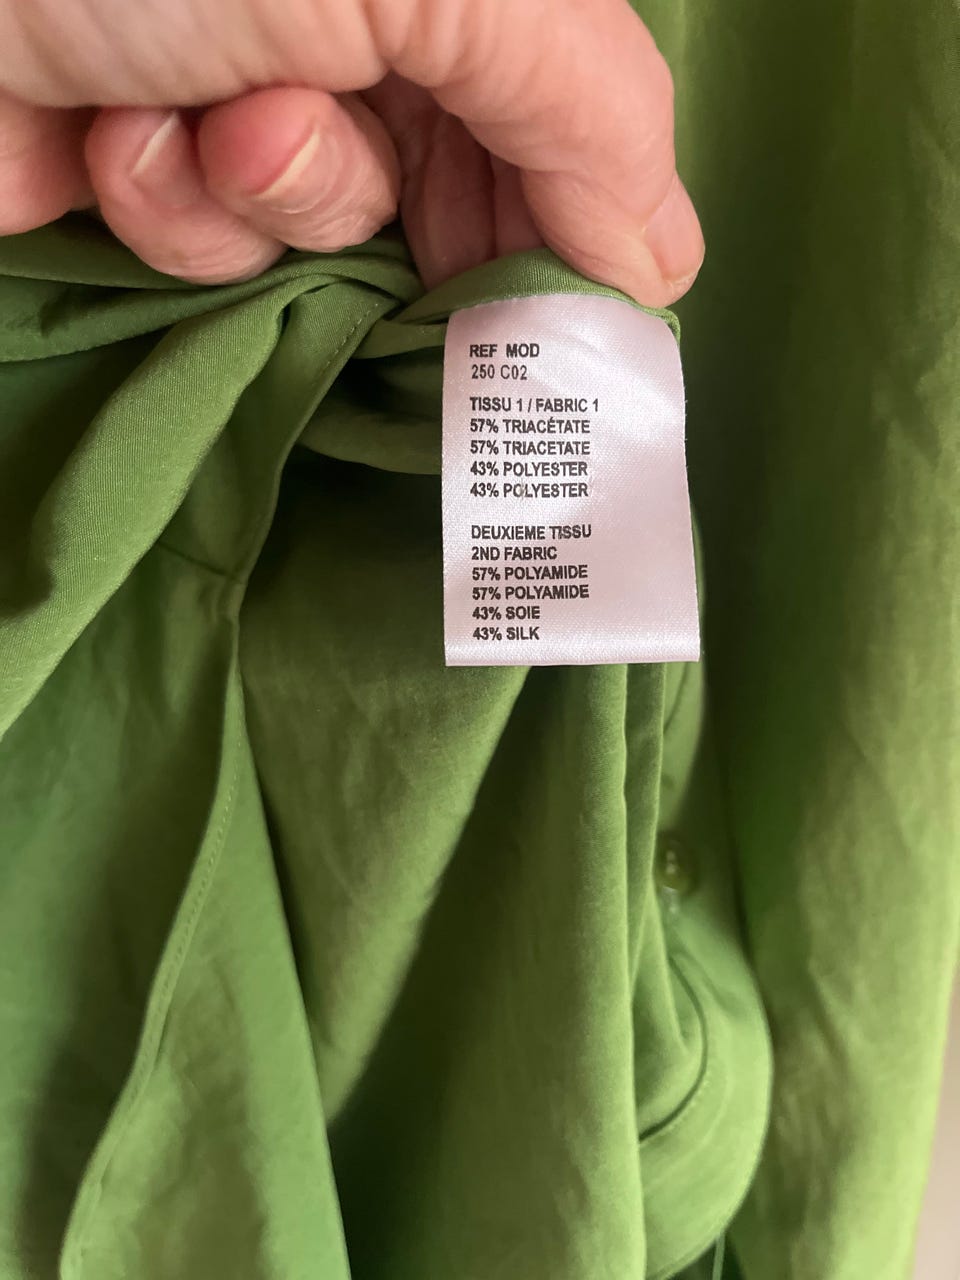 REF MOD
250 C02
TISSU 1 / FABRIC 1
57% TRIACÉTATE
57% TRIACETATE
43% POLYESTER
43% POLYESTER
DEUXIEME TISSU
2ND FABRIC
57% POLYAMIDE
57% POLYAMIDE
43% SOIE
43% SILK